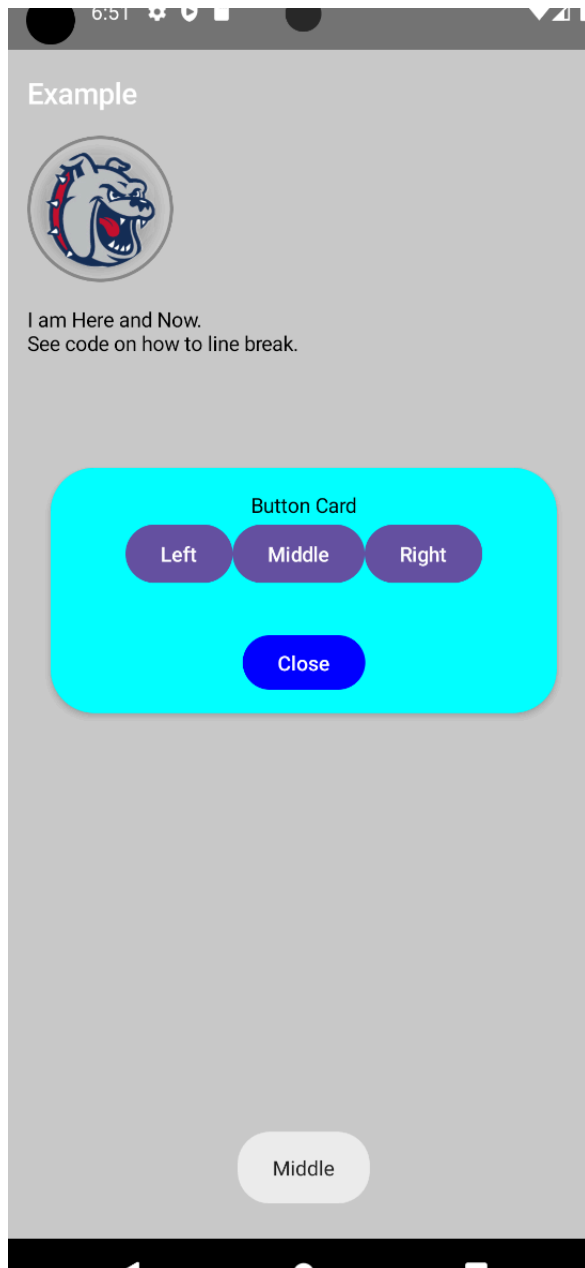 6:51
Example
I am Here and Now.
See code on how to line break.
Button Card
Left Middle Right
Close
Middle